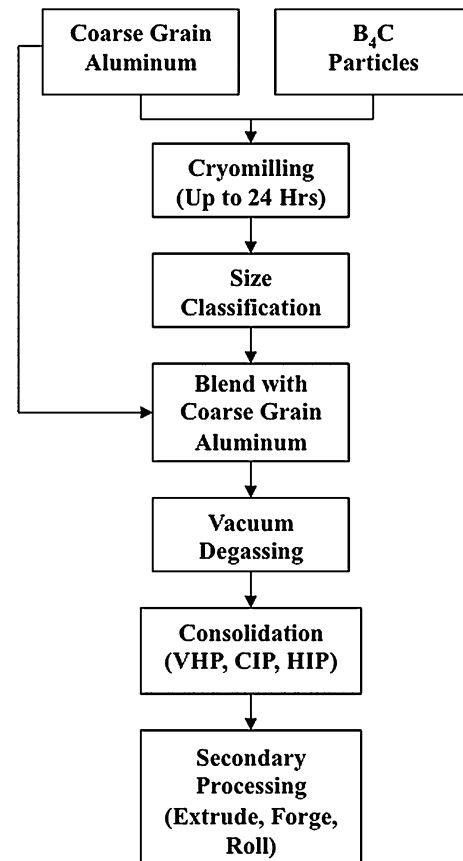 Coarse Grain
Aluminum
B₄C
Particles
Cryomilling
(Up to 24 Hrs)
Size
Classification
Blend with
Coarse Grain
Aluminum
Vacuum
Degassing
Consolidation
(VHP, CIP, HIP)
Secondary
Processing
(Extrude, Forge,
Roll)